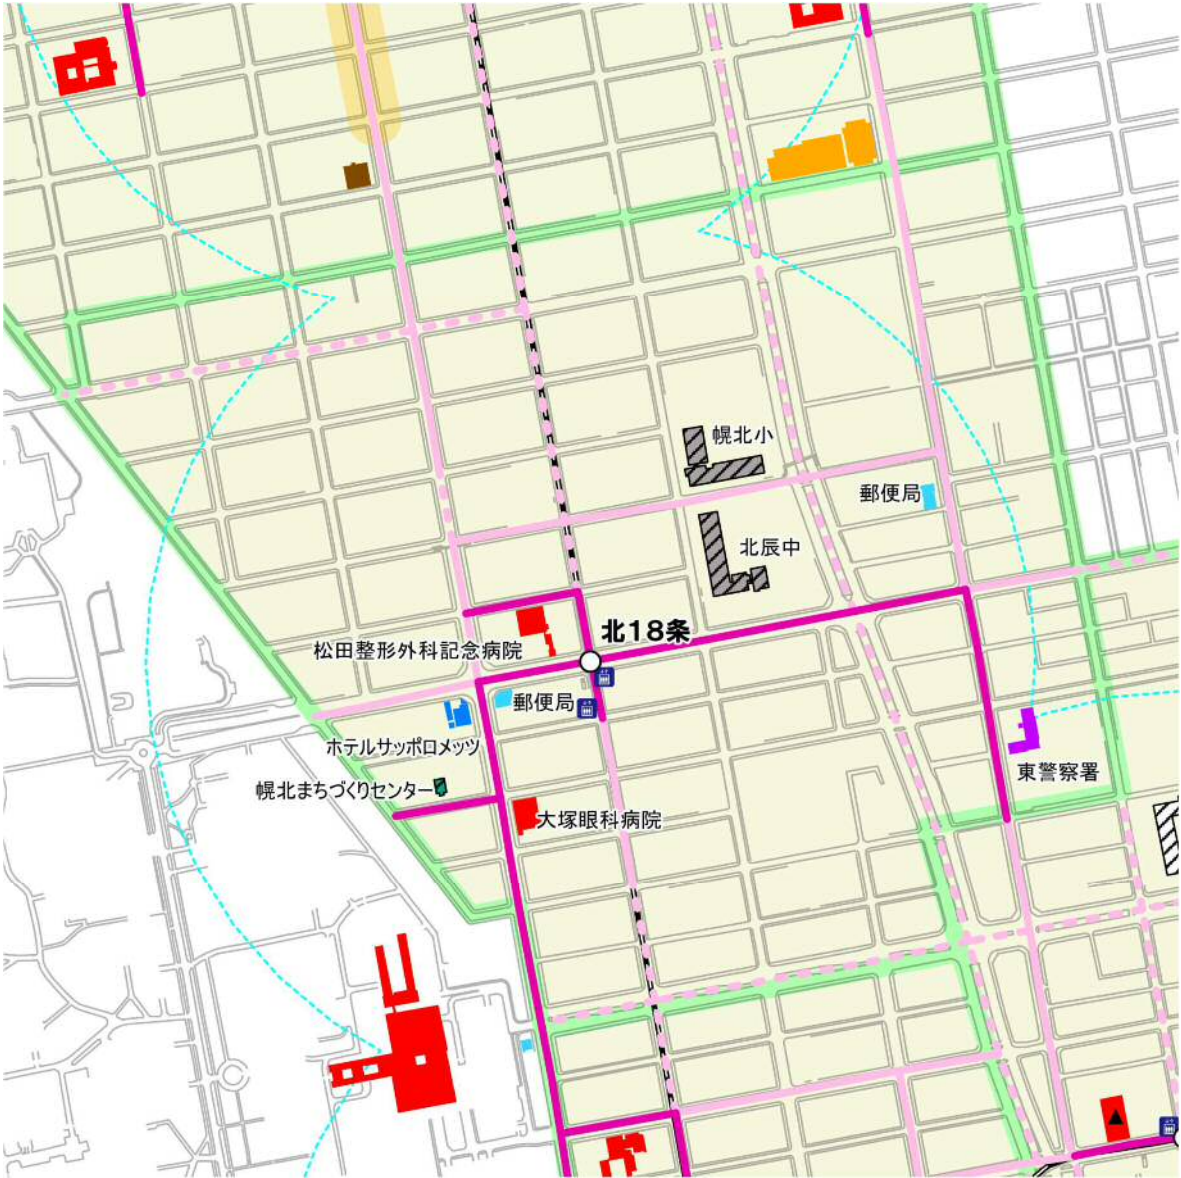 幌北小
郵便局
北辰中
北18条
松田整形外科記念病院
郵便局
ホテルサッポロメッツ
東警察署
幌北まちづくりセンター
大塚眼科病院